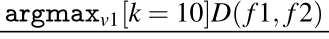 argmax_{v1}[k = 10]D(f1, f2)